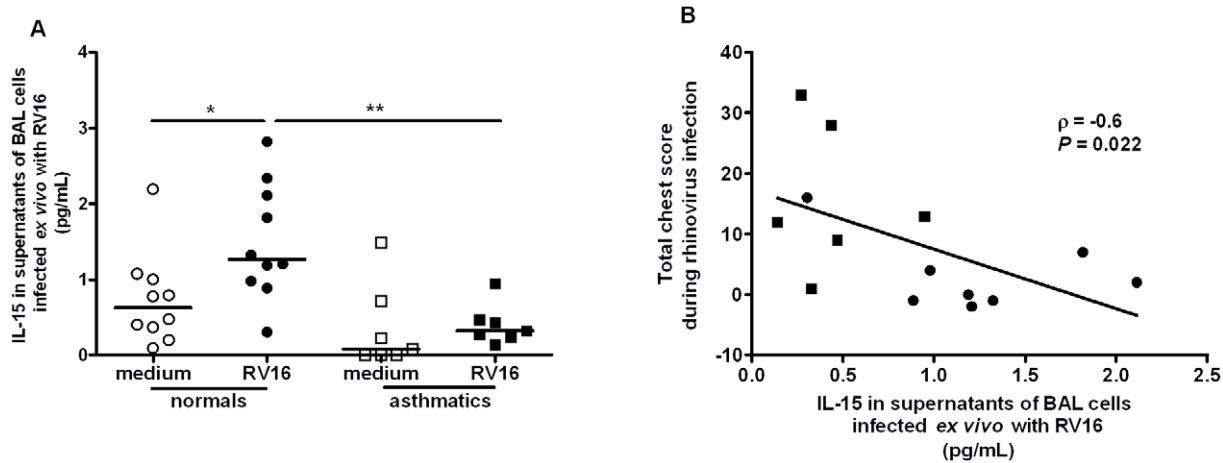 A
IL-15 in supernatants of BAL cells
infected ex vivo with RV16
(pg/mL)
4
3
2
1
0
*
**
medium RV16 medium RV16
normals asthmatics
B
Total chest score
during rhinovirus infection
40
30
20
10
0
-10
ρ = -0.6
P = 0.022
0.0 0.5 1.0 1.5 2.0 2.5
IL-15 in supernatants of BAL cells
infected ex vivo with RV16
(pg/mL)